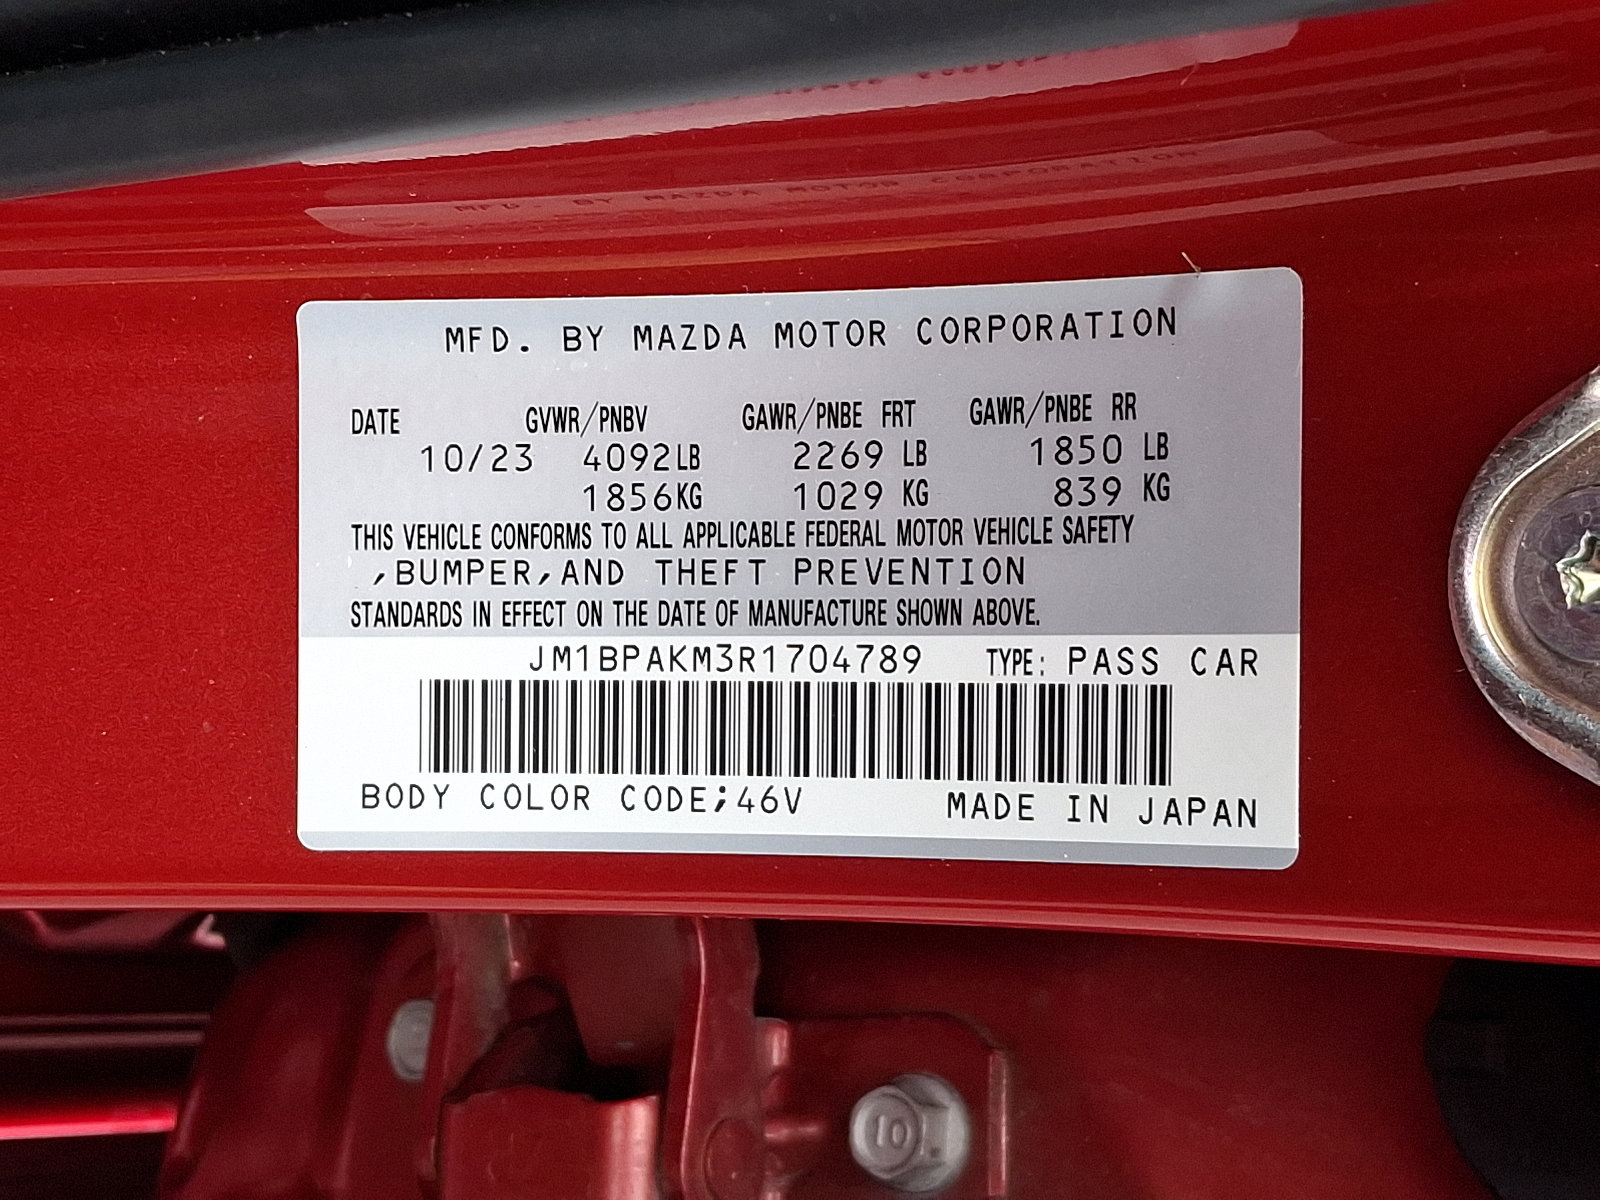 MFD. BY MAZDA MOTOR CORPORATION
DATE GVWR/PNBV GAWR/PNBE FRT GAWR/PNBE RR
10/23 4092LB 2269 LB 1850 LB
1856KG 1029 KG 839 KG
THIS VEHICLE CONFORMS TO ALL APPLICABLE FEDERAL MOTOR VEHICLE SAFETY
,BUMPER,AND THEFT PREVENTION
STANDARDS IN EFFECT ON THE DATE OF MANUFACTURE SHOWN ABOVE.
JM1BPAKM3R1704789 TYPE: PASS CAR
BODY COLOR CODE;46V MADE IN JAPAN
10